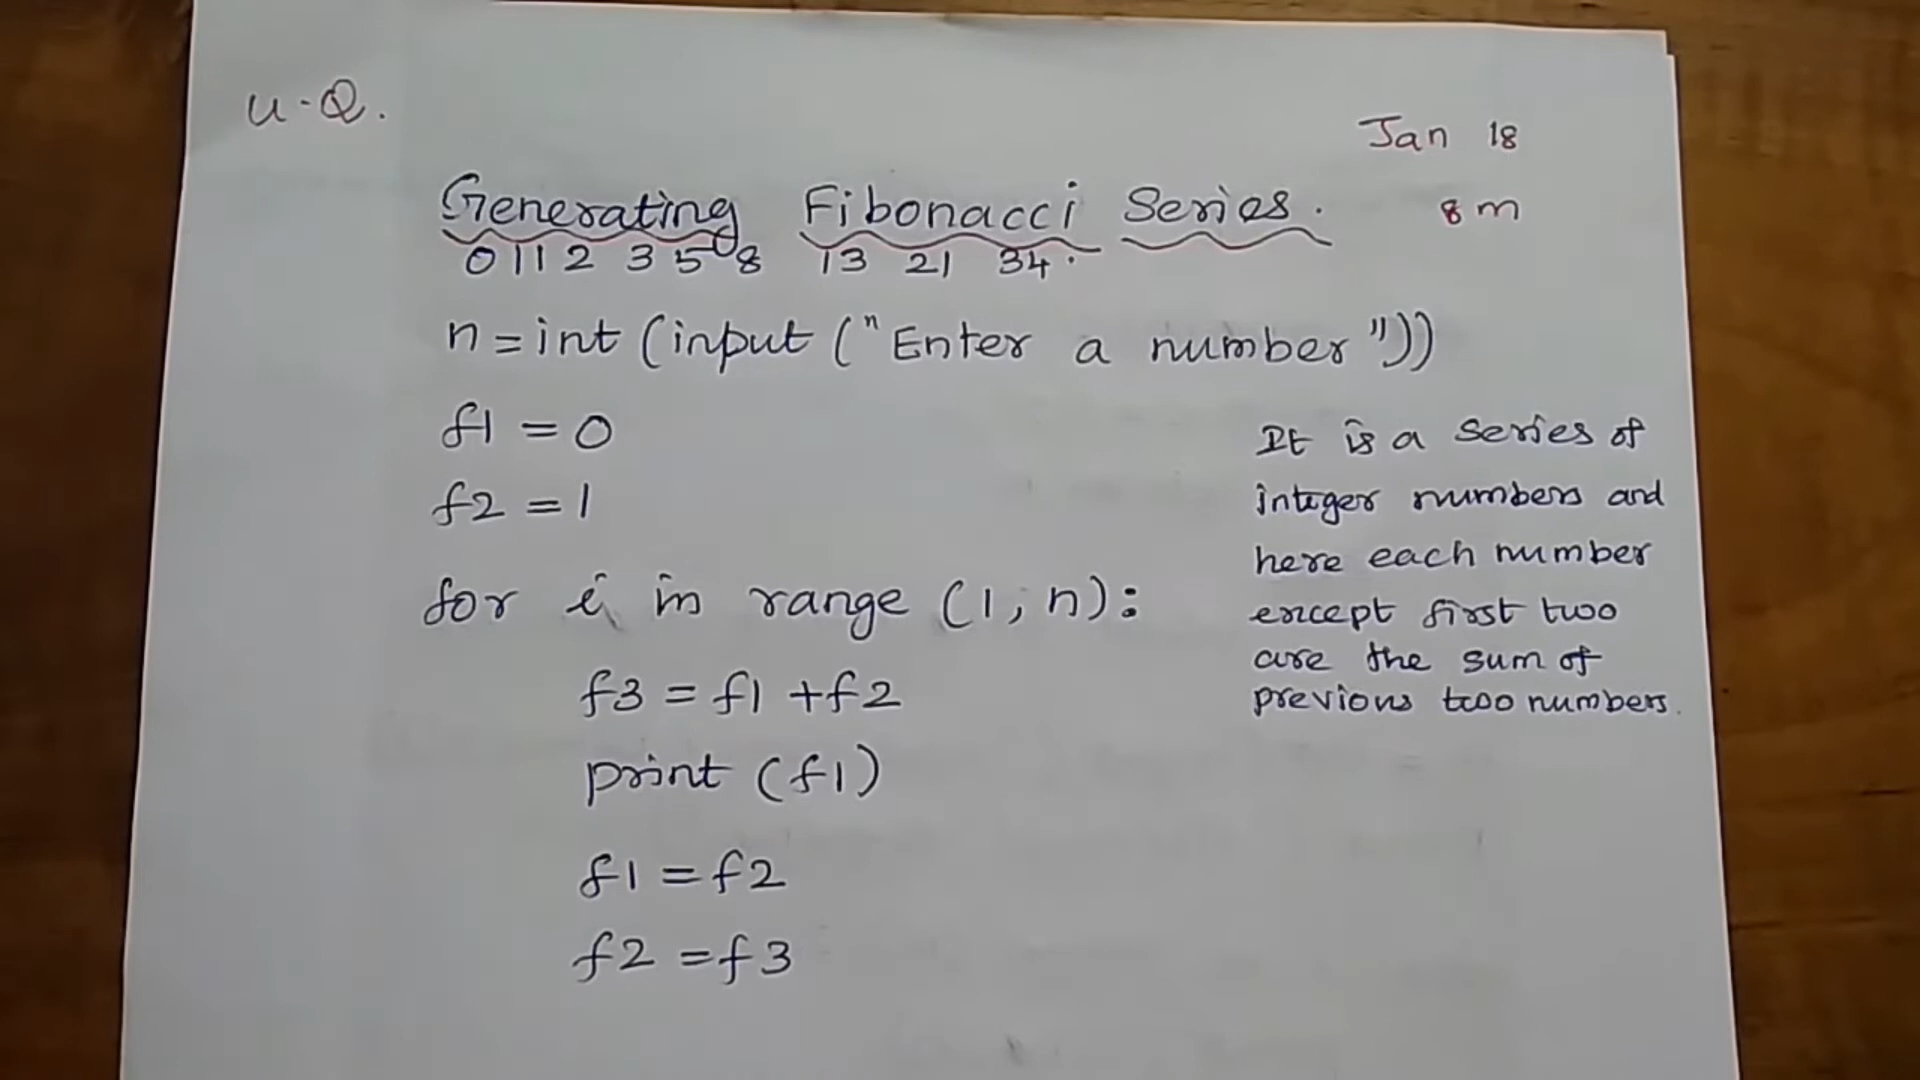 U-Q.
Jan 18
Generating Fibonacci Series.
8m
0 1 1 2 3 5 8 13 21 34.
n = int (input ("Enter a number"))
f1 = 0
f2 = 1
for i in range (1, n):
f3 = f1 + f2
print (f1)
f1 = f2
f2 = f3
It is a series of
integer numbers and
here each number
except first two
are the sum of
previous two numbers.